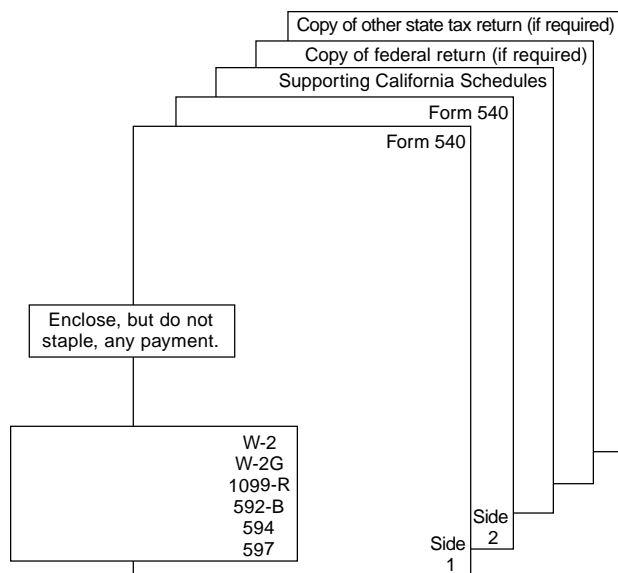 Copy of other state tax return (if required)
Copy of federal return (if required)
Supporting California Schedules
Form 540
Form 540
Enclose, but do not
staple, any payment.
W-2
W-2G
1099-R
592-B
594
597
Side
2
Side
1